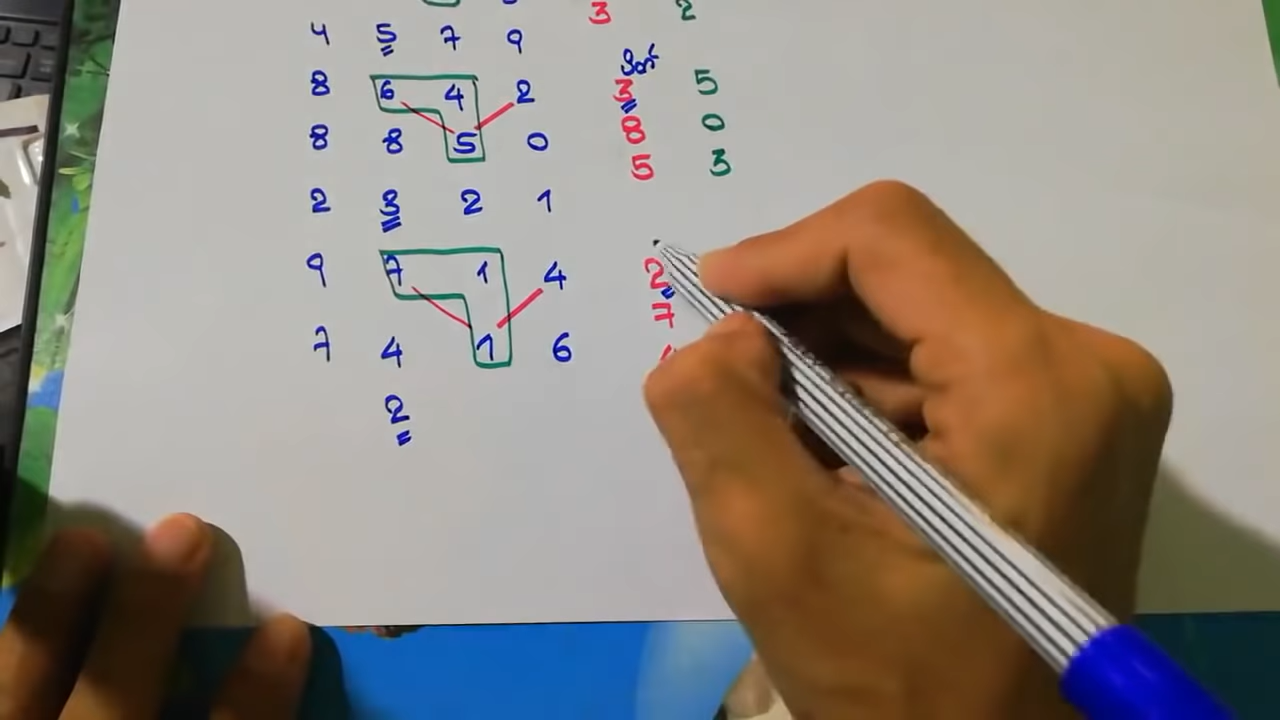 3 2
4 5 7 9
8 6 4 2 3 5
8 8 5 0 8 0
5 3
2 3 2 1
9 7 1 4 2
7
7 4 1 6
2